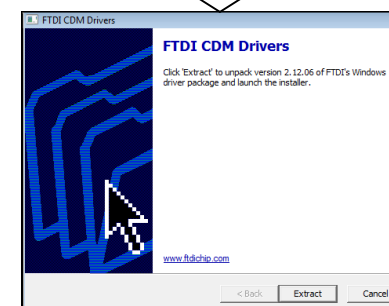 FTDI CDM Drivers
FTDI CDM Drivers
Click 'Extract' to unpack version 2.12.06 of FTDI's Windows
driver package and launch the installer.
www.ftdichip.com
< Back Extract Cancel